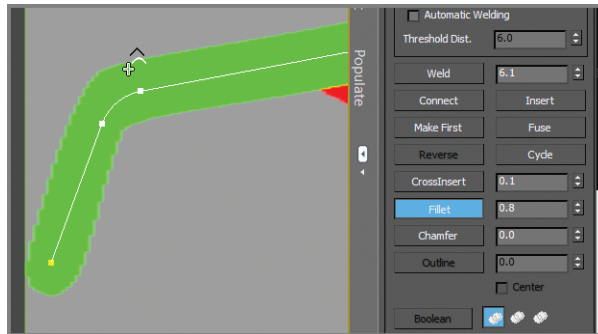 Populate
Automatic Welding
Threshold Dist. 6.0
Weld 6.1
Connect Insert
Make First Fuse
Reverse Cycle
CrossInsert 0.1
Fillet 0.8
Chamfer 0.0
Outline 0.0
Center
Boolean